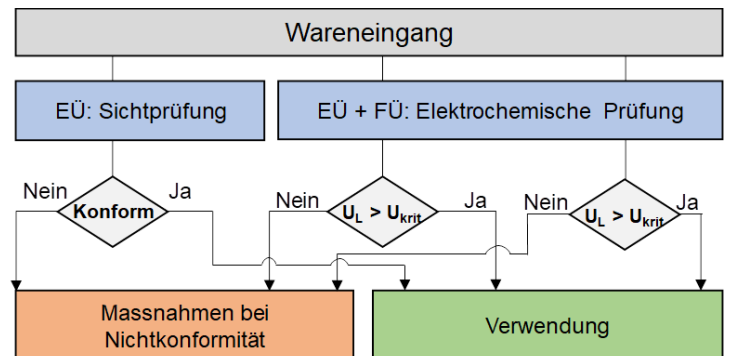 Wareneingang
EÜ: Sichtprüfung
EÜ + FÜ: Elektrochemische Prüfung
Nein
Konform
Ja
Nein
U_L > U_krit
Ja
Nein
U_L > U_krit
Ja
Massnahmen bei
Nichtkonformität
Verwendung